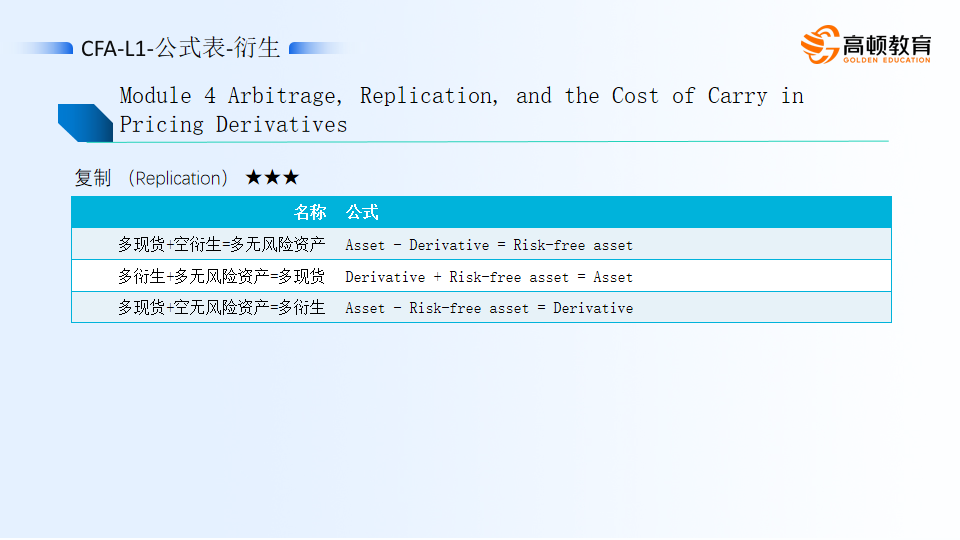 CFA-L1-公式表-衍生
高顿教育
GOLDEN EDUCATION
Module 4 Arbitrage, Replication, and the Cost of Carry in
Pricing Derivatives
复制 （Replication） ★★★
名称 公式
多现货+空衍生=多无风险资产 Asset - Derivative = Risk-free asset
多衍生+多无风险资产=多现货 Derivative + Risk-free asset = Asset
多现货+空无风险资产=多衍生 Asset - Risk-free asset = Derivative